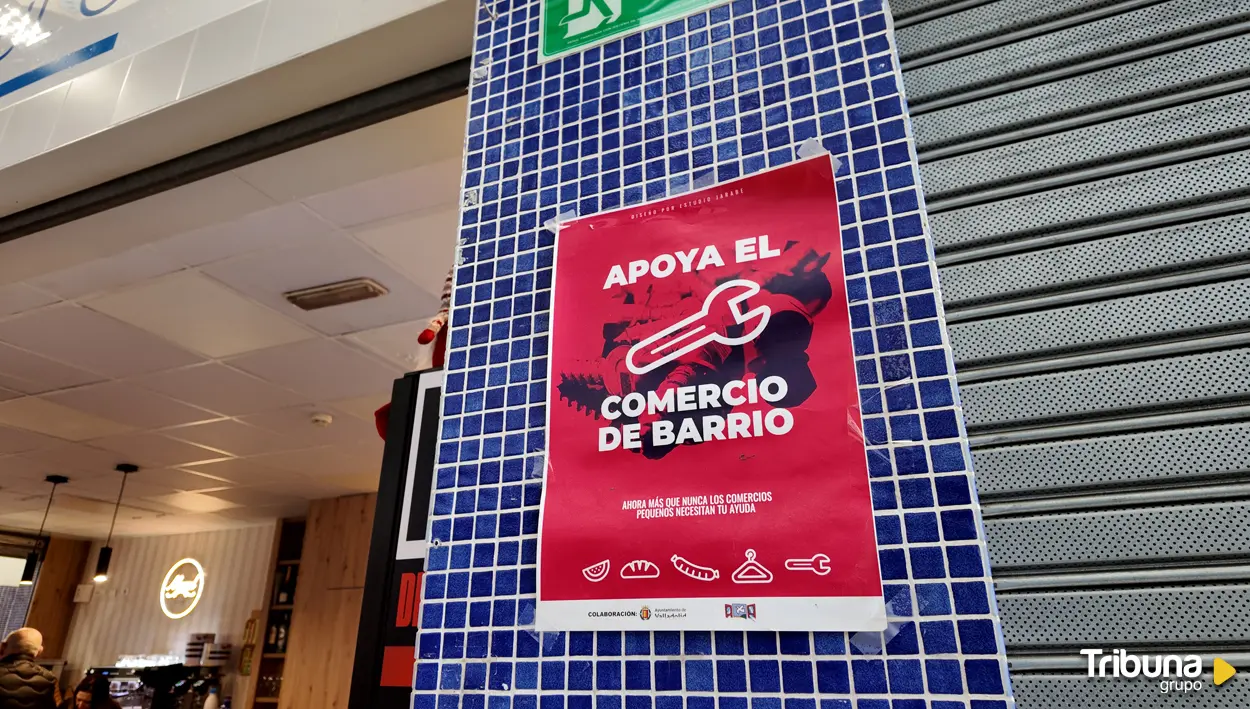 DISEÑO POR ESTUDIO JARABE
APOYA EL
COMERCIO
DE BARRIO
AHORA MÁS QUE NUNCA LOS COMERCIOS
PEQUEÑOS NECESITAN TU AYUDA
COLABORACIÓN:
Ayuntamiento de
Valladolid
Tribuna
grupo